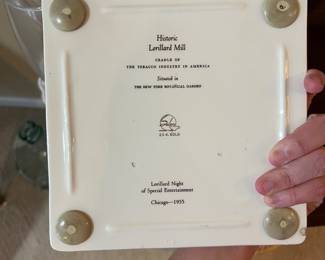 Historic
Lorillard Mill
CRADLE OF
THE TOBACCO INDUSTRY IN AMERICA
Situated in
THE NEW YORK BOTANICAL GARDEN
22 K. GOLD
Lorillard Night
of Special Entertainment
Chicago—1955